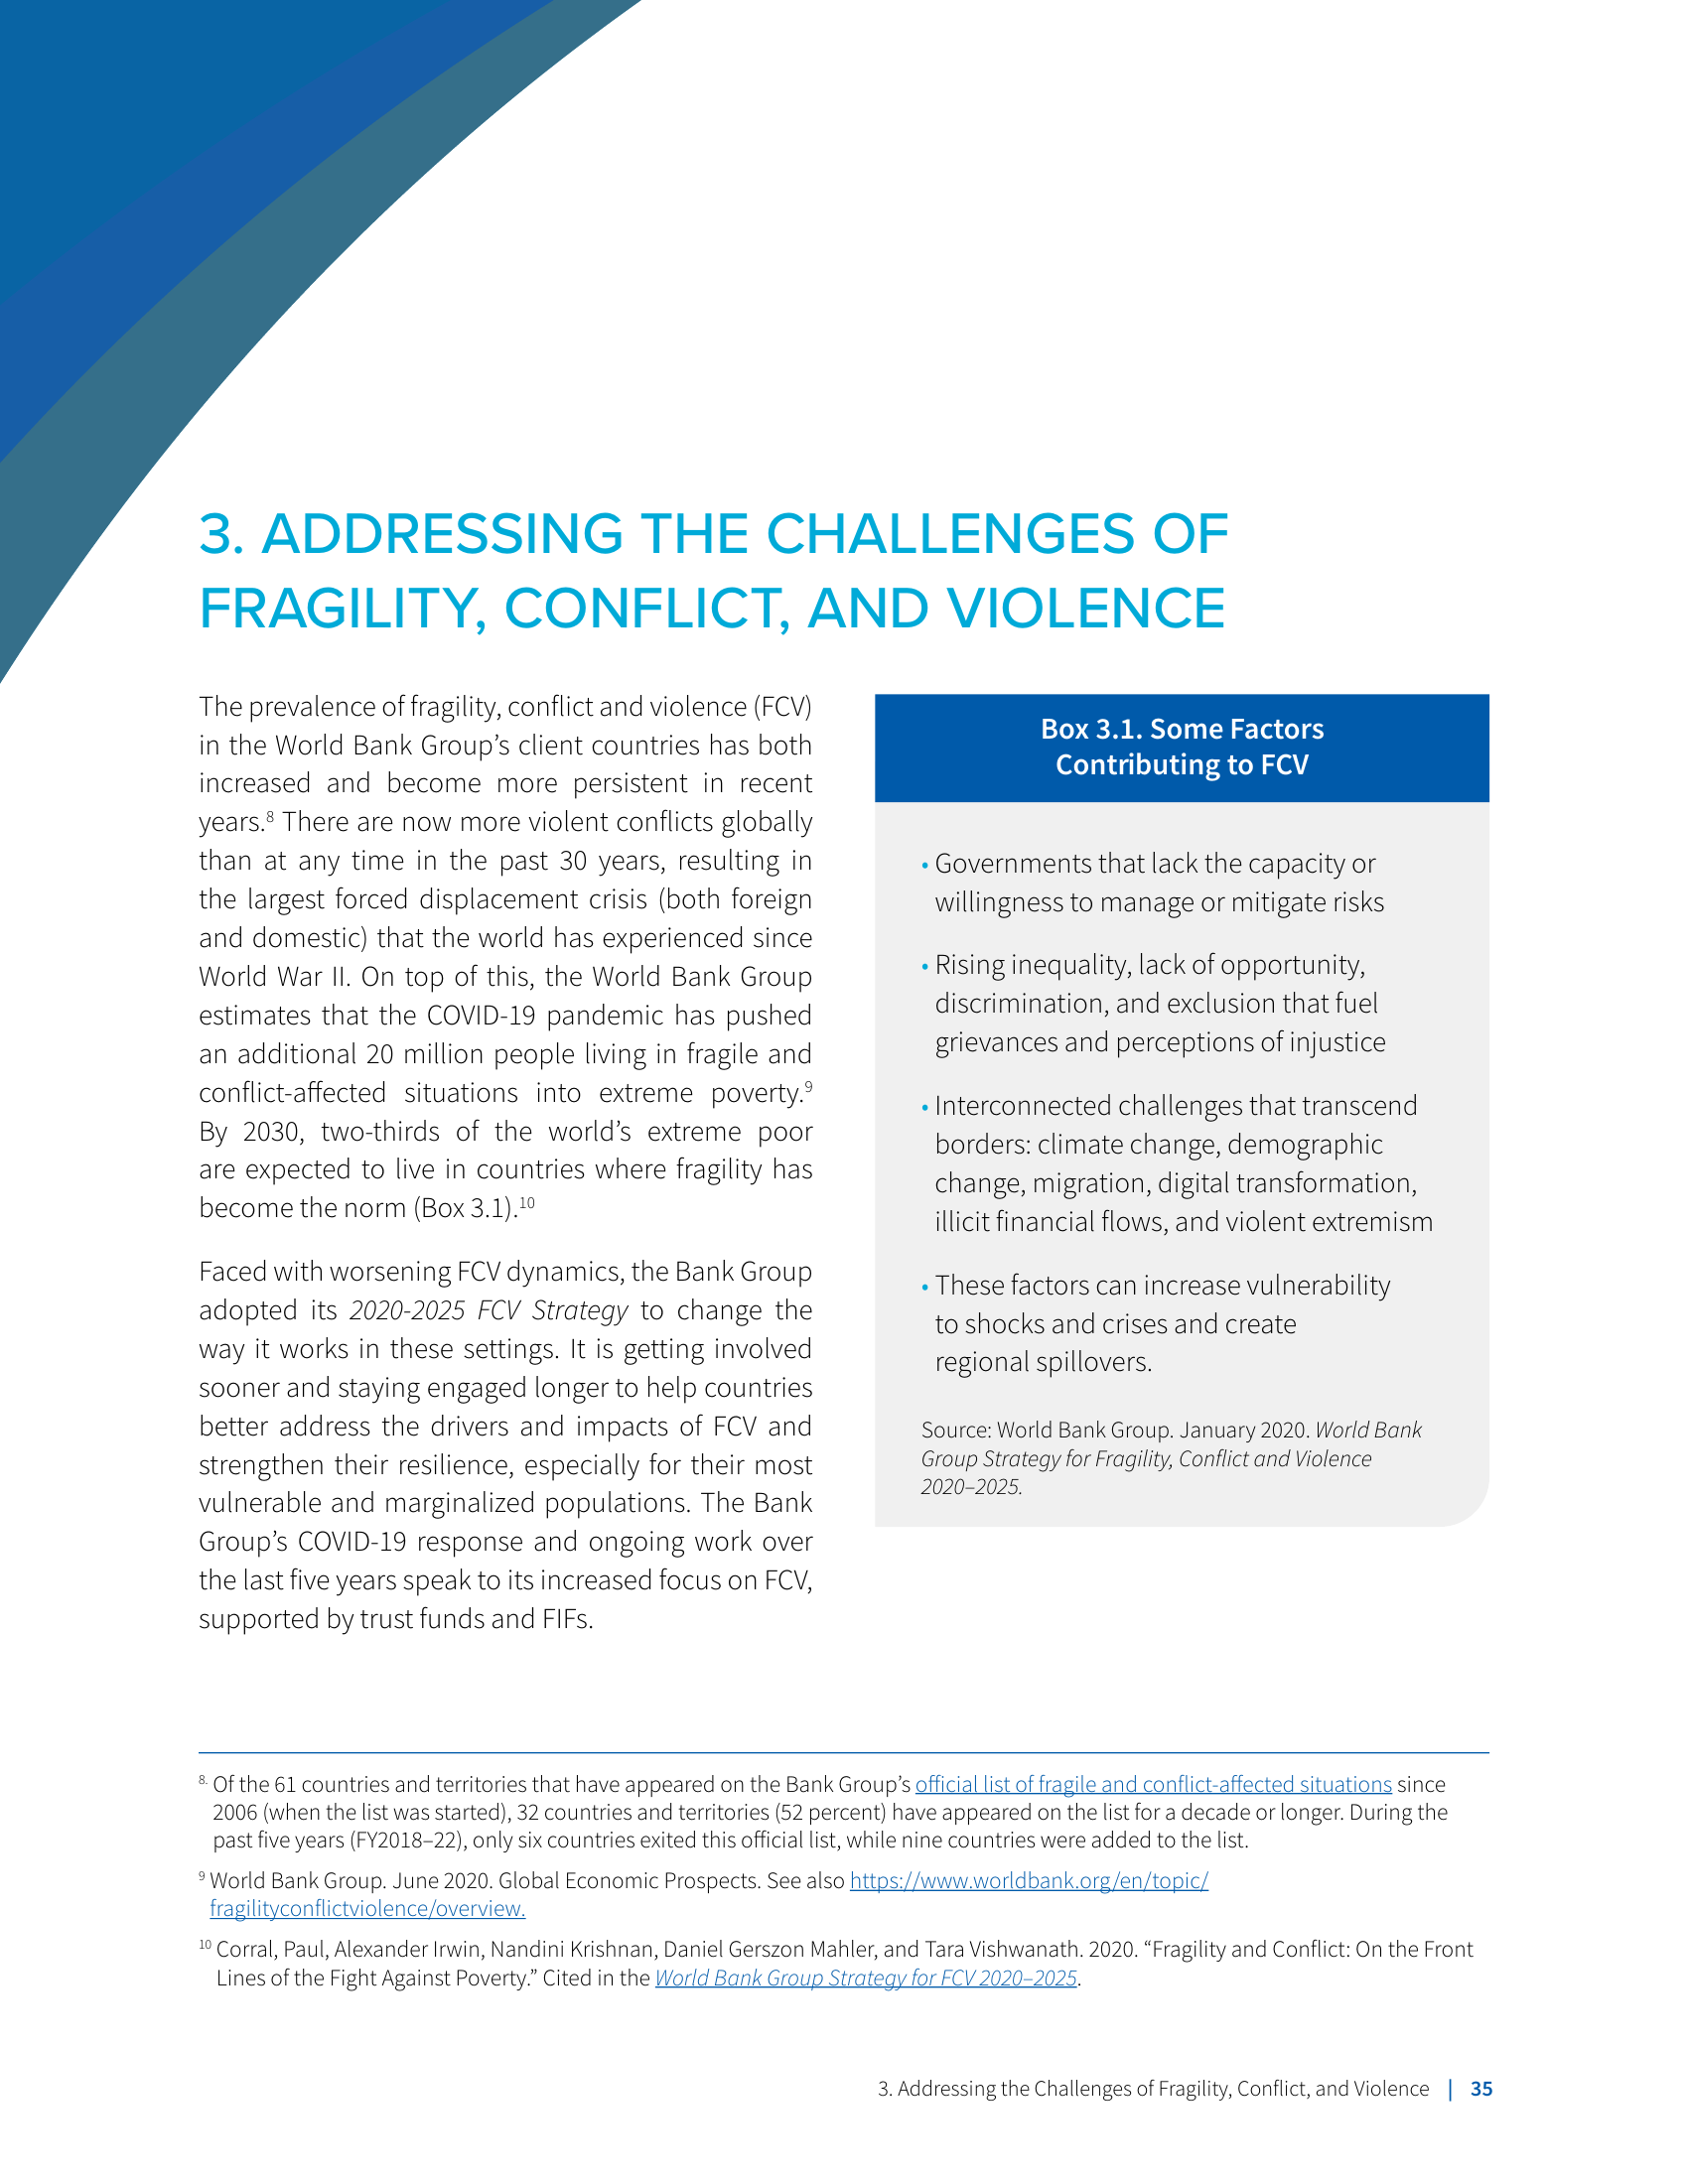 3. ADDRESSING THE CHALLENGES OF
FRAGILITY, CONFLICT, AND VIOLENCE
The prevalence of fragility, conflict and violence (FCV)
in the World Bank Group’s client countries has both
increased and become more persistent in recent
years.8 There are now more violent conflicts globally
than at any time in the past 30 years, resulting in
the largest forced displacement crisis (both foreign
and domestic) that the world has experienced since
World War II. On top of this, the World Bank Group
estimates that the COVID-19 pandemic has pushed
an additional 20 million people living in fragile and
conflict-affected situations into extreme poverty.9
By 2030, two-thirds of the world’s extreme poor
are expected to live in countries where fragility has
become the norm (Box 3.1).10
Faced with worsening FCV dynamics, the Bank Group
adopted its 2020-2025 FCV Strategy to change the
way it works in these settings. It is getting involved
sooner and staying engaged longer to help countries
better address the drivers and impacts of FCV and
strengthen their resilience, especially for their most
vulnerable and marginalized populations. The Bank
Group’s COVID-19 response and ongoing work over
the last five years speak to its increased focus on FCV,
supported by trust funds and FIFs.
Box 3.1. Some Factors
Contributing to FCV
• Governments that lack the capacity or
willingness to manage or mitigate risks
• Rising inequality, lack of opportunity,
discrimination, and exclusion that fuel
grievances and perceptions of injustice
• Interconnected challenges that transcend
borders: climate change, demographic
change, migration, digital transformation,
illicit financial flows, and violent extremism
• These factors can increase vulnerability
to shocks and crises and create
regional spillovers.
Source: World Bank Group. January 2020. World Bank
Group Strategy for Fragility, Conflict and Violence
2020–2025.
8. Of the 61 countries and territories that have appeared on the Bank Group’s official list of fragile and conflict-affected situations since
2006 (when the list was started), 32 countries and territories (52 percent) have appeared on the list for a decade or longer. During the
past five years (FY2018–22), only six countries exited this official list, while nine countries were added to the list.
9 World Bank Group. June 2020. Global Economic Prospects. See also https://www.worldbank.org/en/topic/
fragilityconflictviolence/overview.
10 Corral, Paul, Alexander Irwin, Nandini Krishnan, Daniel Gerszon Mahler, and Tara Vishwanath. 2020. “Fragility and Conflict: On the Front
Lines of the Fight Against Poverty.” Cited in the World Bank Group Strategy for FCV 2020–2025.
3. Addressing the Challenges of Fragility, Conflict, and Violence | 35